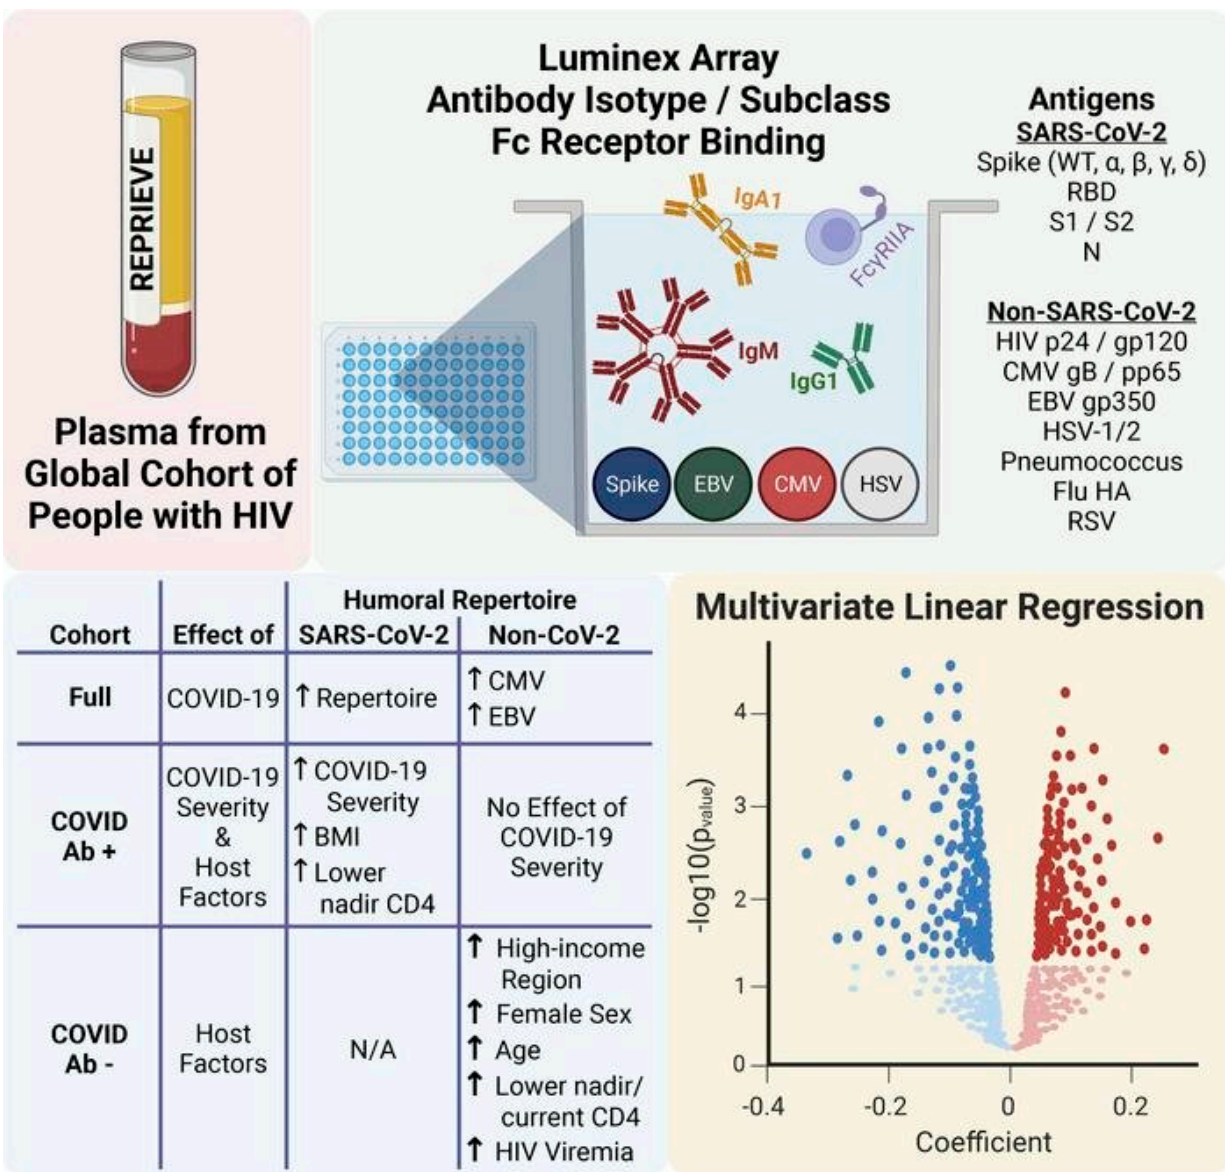 REPRIEVE
Plasma from
Global Cohort of
People with HIV
Luminex Array
Antibody Isotype / Subclass
Fc Receptor Binding
IgA1
FcγRIIA
IgM
IgG1
Spike
EBV
CMV
HSV
Antigens
SARS-CoV-2
Spike (WT, α, β, γ, δ)
RBD
S1 / S2
N
Non-SARS-CoV-2
HIV p24 / gp120
CMV gB / pp65
EBV gp350
HSV-1/2
Pneumococcus
Flu HA
RSV
Humoral Repertoire
Cohort Effect of SARS-CoV-2 Non-CoV-2
Full
COVID-19
↑ Repertoire
↑ CMV
↑ EBV
COVID
Ab +
COVID-19
Severity
&
Host
Factors
↑ COVID-19
Severity
↑ BMI
↑ Lower
nadir CD4
No Effect of
COVID-19
Severity
COVID
Ab -
Host
Factors
N/A
↑ High-income
Region
↑ Female Sex
↑ Age
↑ Lower nadir/
current CD4
↑ HIV Viremia
Multivariate Linear Regression
-log10(pvalue)
4
3
2
1
0
-0.4 -0.2 0 0.2
Coefficient